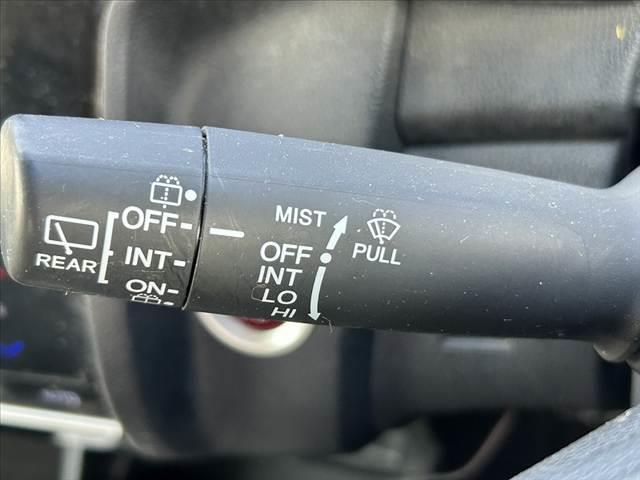 OFF
INT
ON
REAR
MIST
OFF
INT
LO
HI
PULL